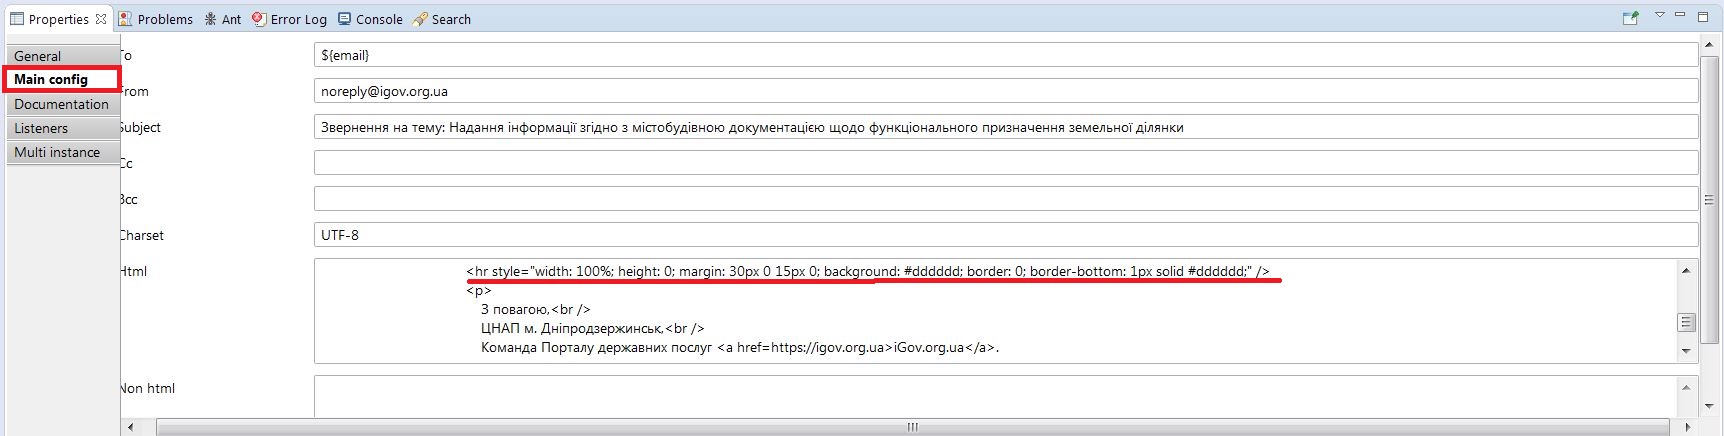 Properties Problems Ant Error Log Console Search
General
Main config
Documentation
Listeners
Multi instance
To ${email}
From noreply@igov.org.ua
Subject Звернення на тему: Надання інформації згідно з містобудівною документацією щодо функціонального призначення земельної ділянки
Cc
Bcc
Charset UTF-8
Html <hr style="width: 100%; height: 0; margin: 30px 0 15px 0; background: #dddddd; border: 0; border-bottom: 1px solid #dddddd;" />
<p>
З повагою,<br />
ЦНАП м. Дніпродзержинськ,<br />
Команда Порталу державних послуг <a href=https://igov.org.ua>iGov.org.ua</a>.
Non html